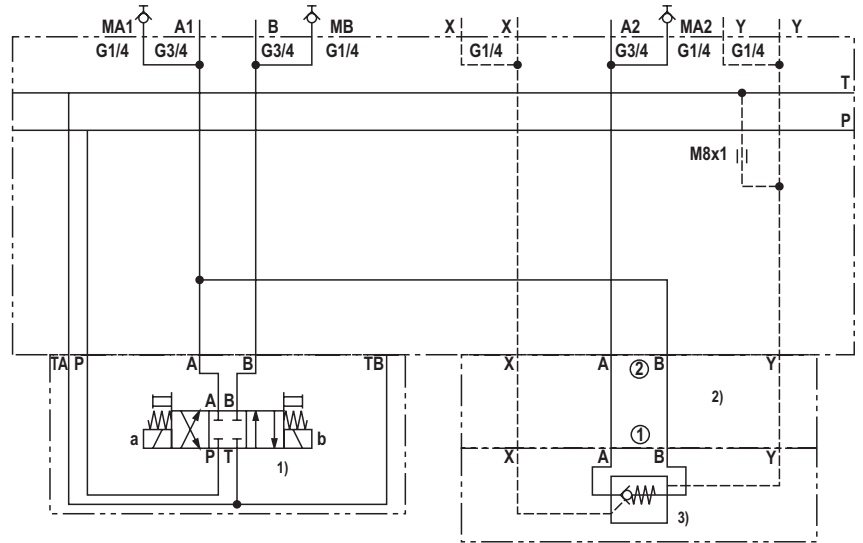 MA1 A1 B MB X X A2 MA2 Y Y
G1/4 G3/4 G3/4 G1/4 G1/4 G3/4 G1/4 G1/4
T
P
M8x1
TA P A B TB X A ② B Y
A B
2)
a b
①
P T 1) X A B Y
3)